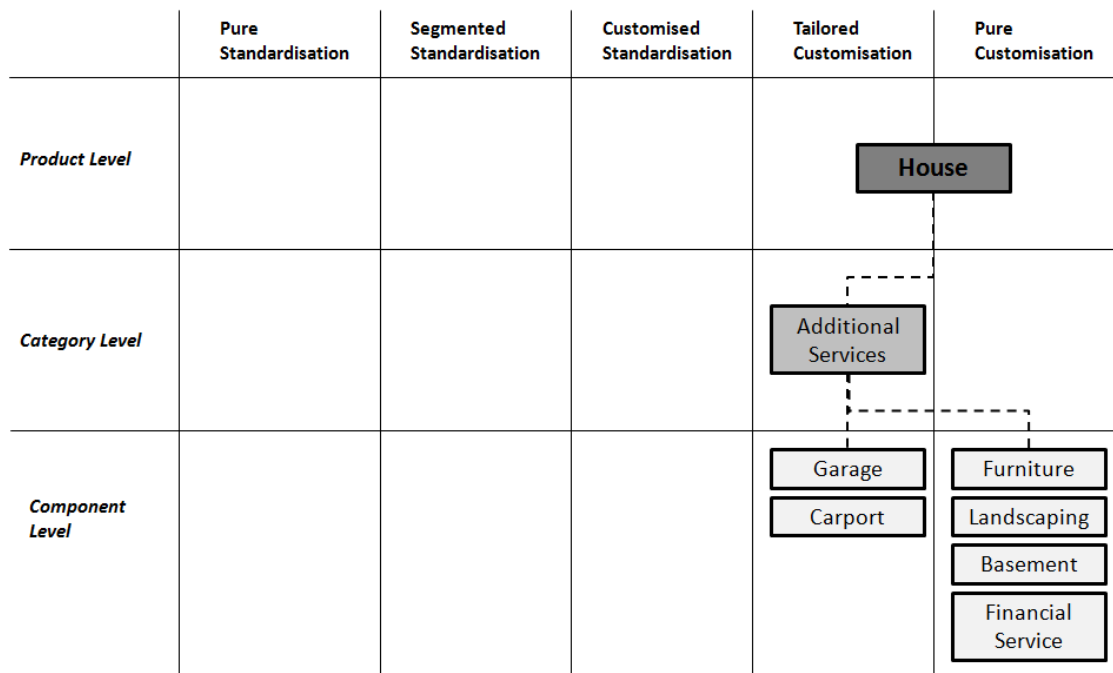 Pure
Standardisation
Segmented
Standardisation
Customised
Standardisation
Tailored
Customisation
Pure
Customisation
Product Level
House
Category Level
Additional
Services
Component
Level
Garage
Furniture
Carport
Landscaping
Basement
Financial
Service